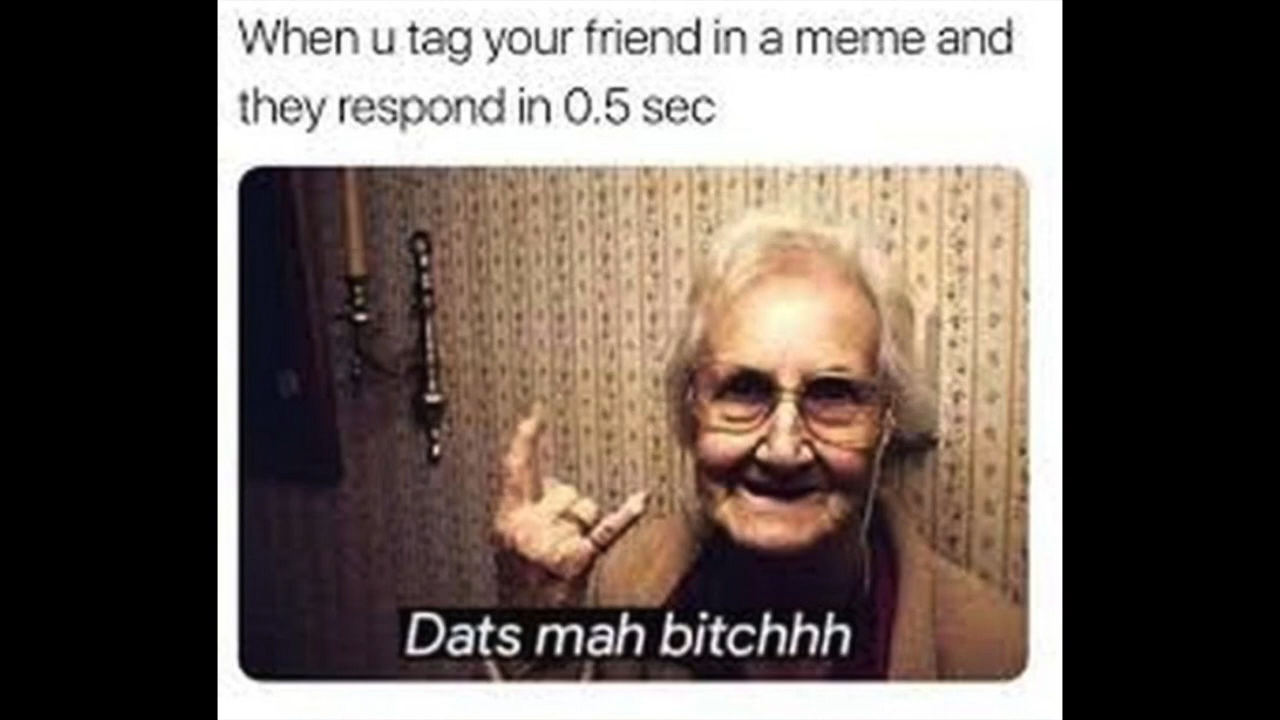 When u tag your friend in a meme and
they respond in 0.5 sec
Dats mah bitchhh